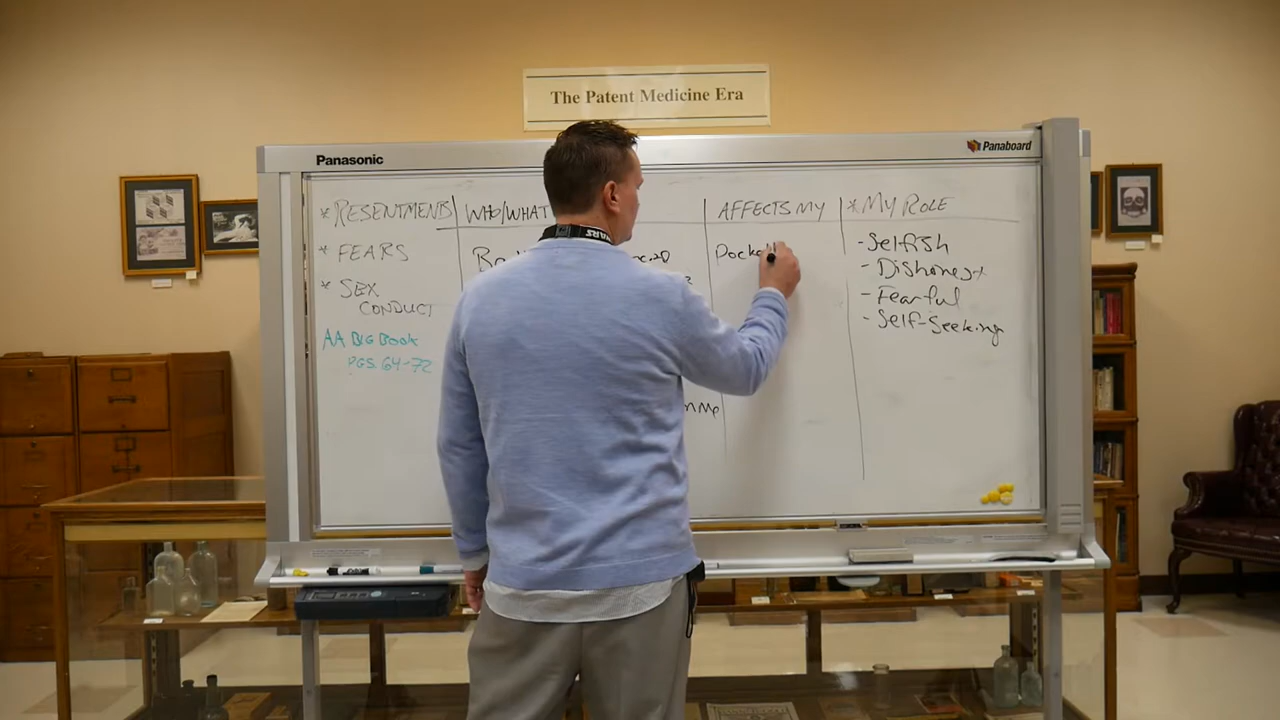 The Patent Medicine Era
Panasonic
Panaboard
* RESENTMENTS WHO/WHAT AFFECTS MY * MY ROLE
* FEARS
- Selfish
- Dishonest
* SEX
CONDUCT
- Fearful
- Self-Seeking
AA BIG Book
PGS. 64-72